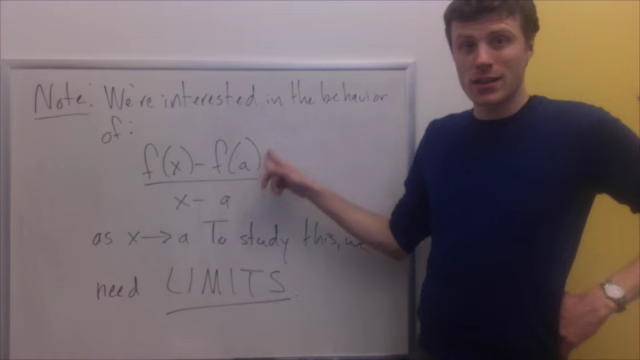 Note: We're interested in the behavior
of:
f(x) - f(a)
x - a
as x→a To study this, we
need LIMITS.